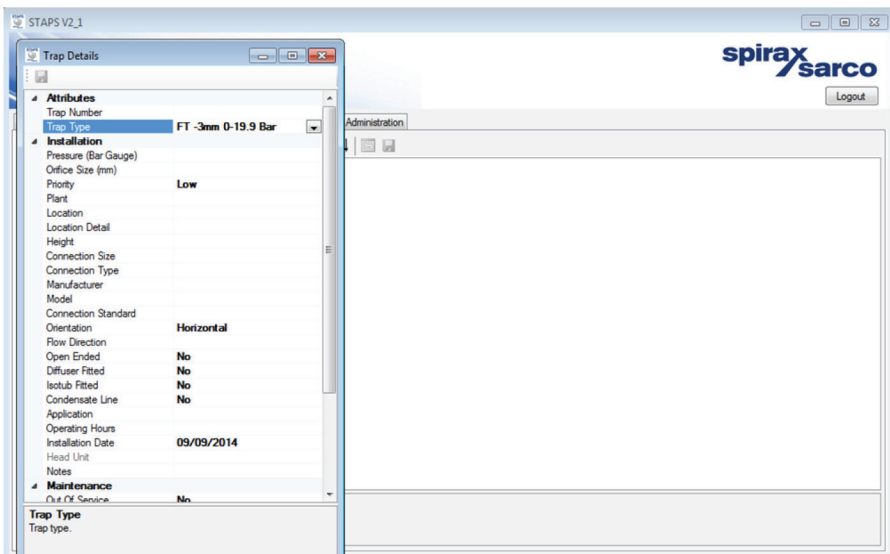 STAPS V2_1
Trap Details
spirax
sarco
Logout
Administration
Attributes
Trap Number
Trap Type FT -3mm 0-19.9 Bar
Installation
Pressure (Bar Gauge)
Orifice Size (mm)
Priority Low
Plant
Location
Location Detail
Height
Connection Size
Connection Type
Manufacturer
Model
Connection Standard
Orientation Horizontal
Flow Direction
Open Ended No
Diffuser Fitted No
Isotub Fitted No
Condensate Line No
Application
Operating Hours
Installation Date 09/09/2014
Head Unit
Notes
Maintenance
Out Of Service No
Trap Type
Trap type.